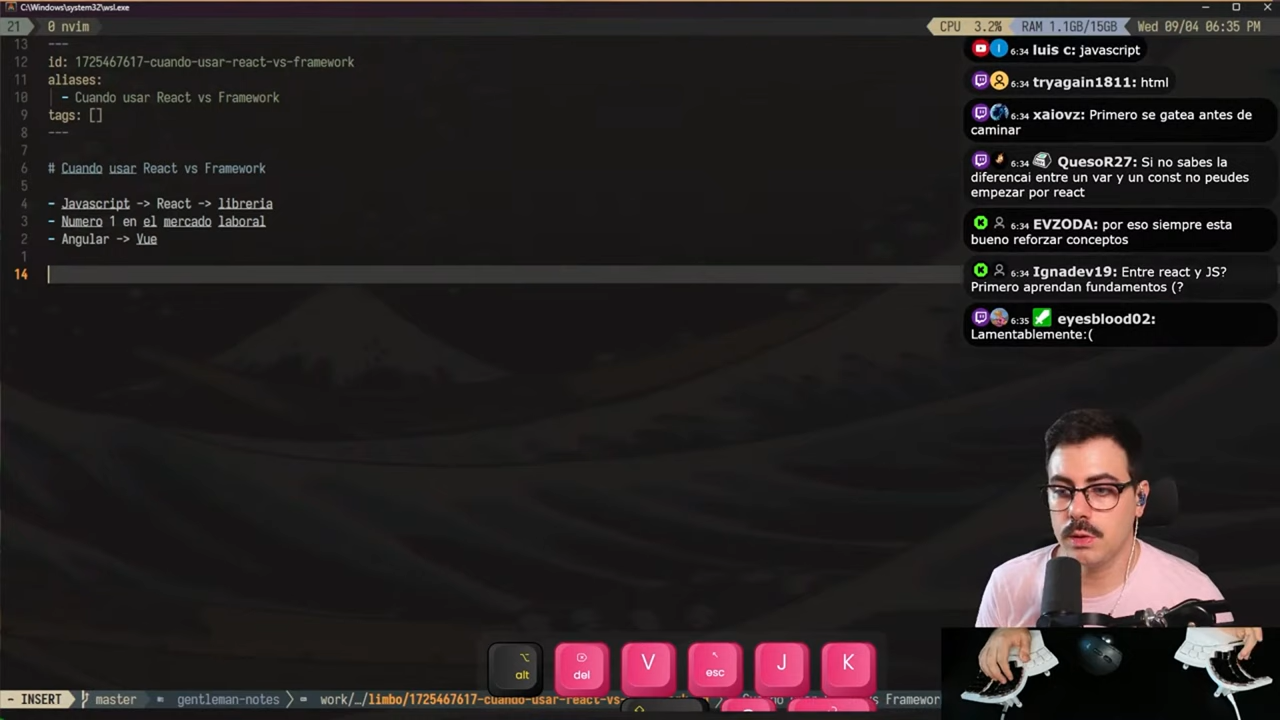 C:\Windows\system32\wsl.exe
21 0 nvim
CPU 3.2% RAM 1.1GB/15GB Wed 09/04 06:35 PM
13 ---
12 id: 1725467617-cuando-usar-react-vs-framework
11 aliases:
10 - Cuando usar React vs Framework
9 tags: []
8 ---
7
6 # Cuando usar React vs Framework
5
4 - Javascript -> React -> libreria
3 - Numero 1 en el mercado laboral
2 - Angular -> Vue
1
14
6:34 luis c: javascript
6:34 tryagain1811: html
6:34 xaiovz: Primero se gatea antes de
caminar
6:34 QuesoR27: Si no sabes la
diferencai entre un var y un const no peudes
empezar por react
6:34 EVZODA: por eso siempre esta
bueno reforzar conceptos
6:34 Ignadev19: Entre react y JS?
Primero aprendan fundamentos (?
6:35 eyesblood02:
Lamentablemente:(
alt del V esc J K
- INSERT master gentleman-notes work/…/limbo/1725467617-cuando-usar-react-vs- Cuando usar React vs Framework